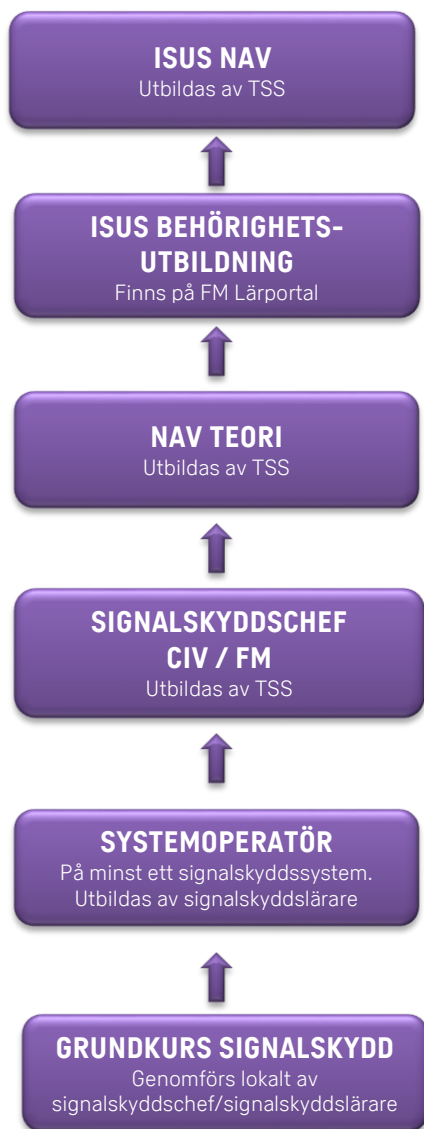 ISUS NAV
Utbildas av TSS
ISUS BEHÖRIGHETS-
UTBILDNING
Finns på FM Lärportal
NAV TEORI
Utbildas av TSS
SIGNALSKYDDSCHEF
CIV / FM
Utbildas av TSS
SYSTEMOPERATÖR
På minst ett signalskyddssystem.
Utbildas av signalskyddslärare
GRUNDKURS SIGNALSKYDD
Genomförs lokalt av
signalskyddschef/signalskyddslärare